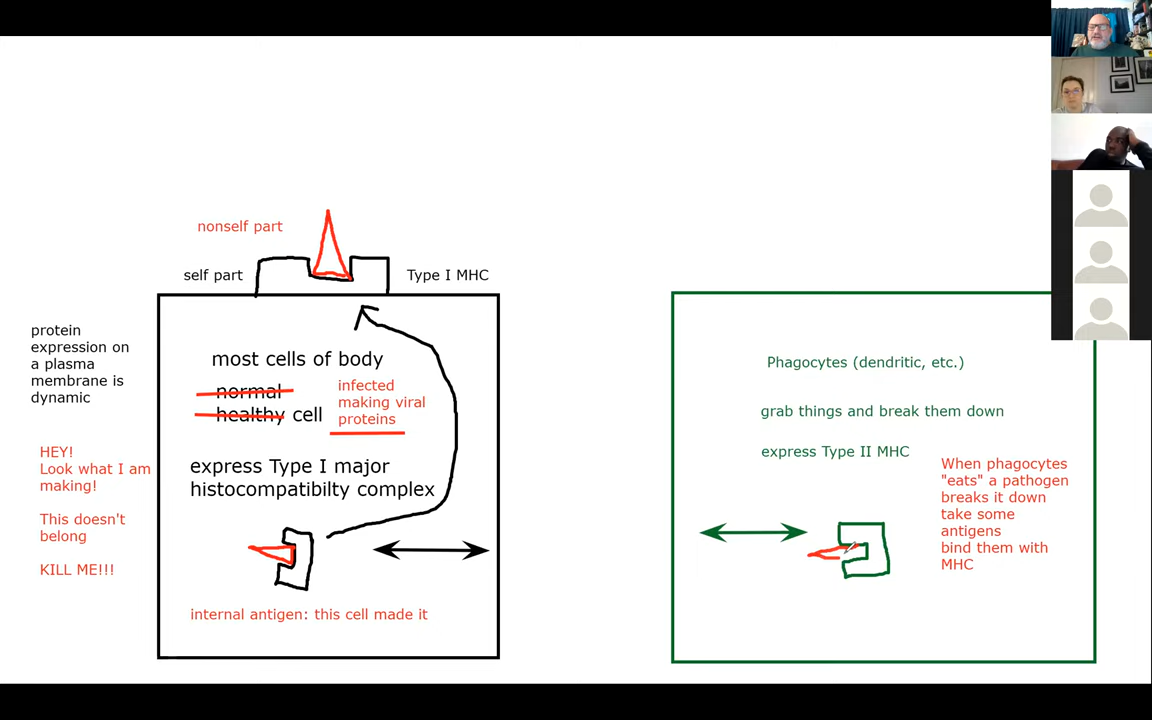 nonself part
self part
Type I MHC
protein
expression on
a plasma
membrane is
dynamic
most cells of body
normal
healthy cell
infected
making viral
proteins
HEY!
Look what I am
making!
This doesn't
belong
KILL ME!!!
express Type I major
histocompatibilty complex
internal antigen: this cell made it
Phagocytes (dendritic, etc.)
grab things and break them down
express Type II MHC
When phagocytes
"eats" a pathogen
breaks it down
take some
antigens
bind them with
MHC